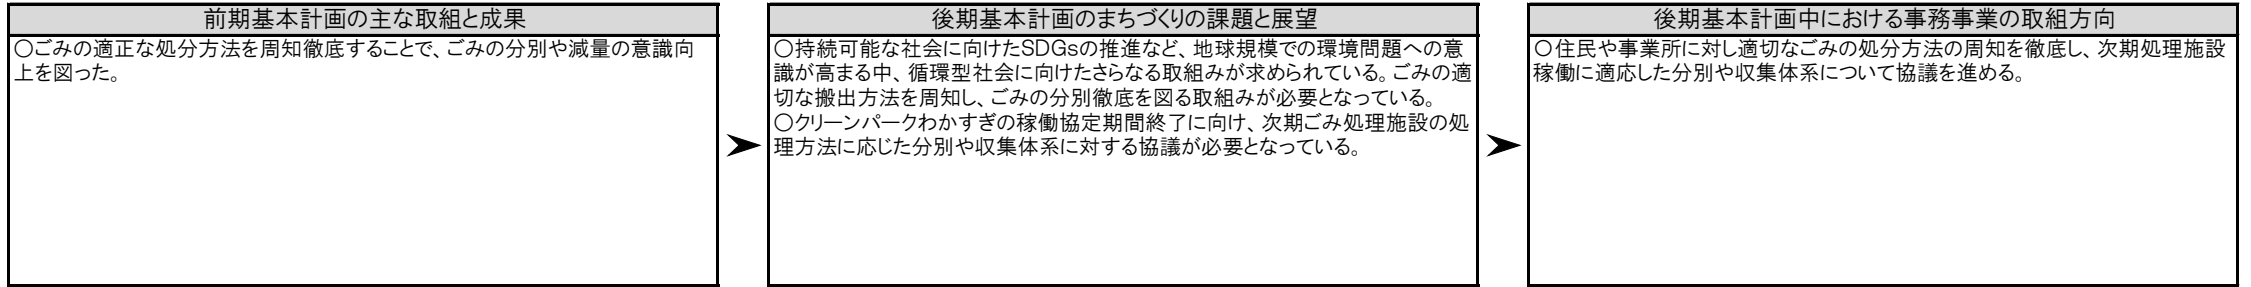 前期基本計画の主な取組と成果
〇ごみの適正な処分方法を周知徹底することで、ごみの分別や減量の意識向
上を図った。
後期基本計画のまちづくりの課題と展望
〇持続可能な社会に向けたSDGsの推進など、地球規模での環境問題への意
識が高まる中、循環型社会に向けたさらなる取組みが求められている。ごみの適
切な搬出方法を周知し、ごみの分別徹底を図る取組みが必要となっている。
〇クリーンパークわかすぎの稼働協定期間終了に向け、次期ごみ処理施設の処
理方法に応じた分別や収集体系に対する協議が必要となっている。
後期基本計画中における事務事業の取組方向
〇住民や事業所に対し適切なごみの処分方法の周知を徹底し、次期処理施設
稼働に適応した分別や収集体系について協議を進める。